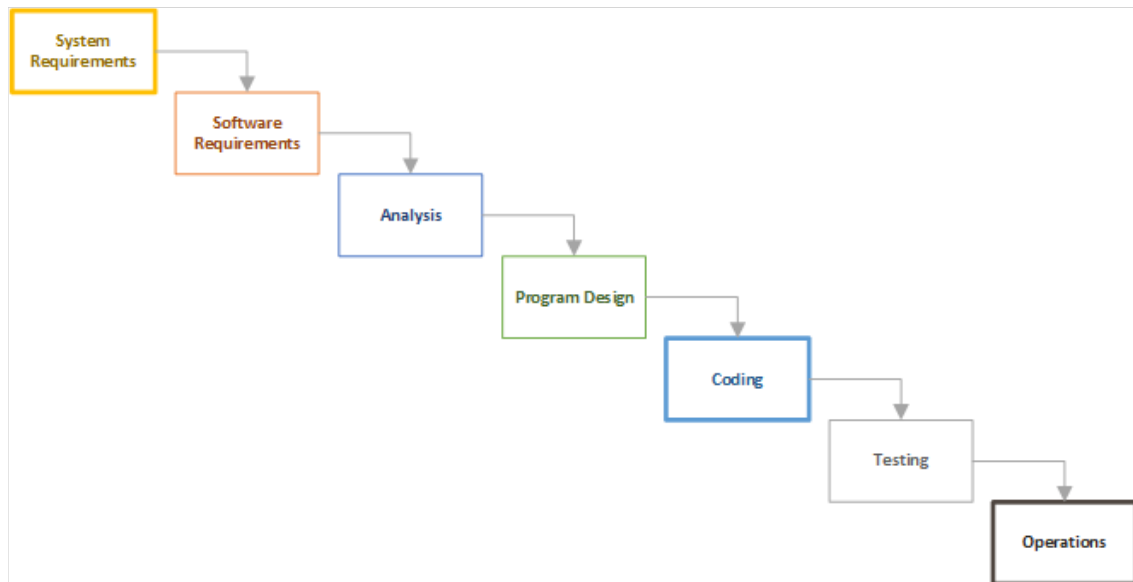 System
Requirements
Software
Requirements
Analysis
Program Design
Coding
Testing
Operations